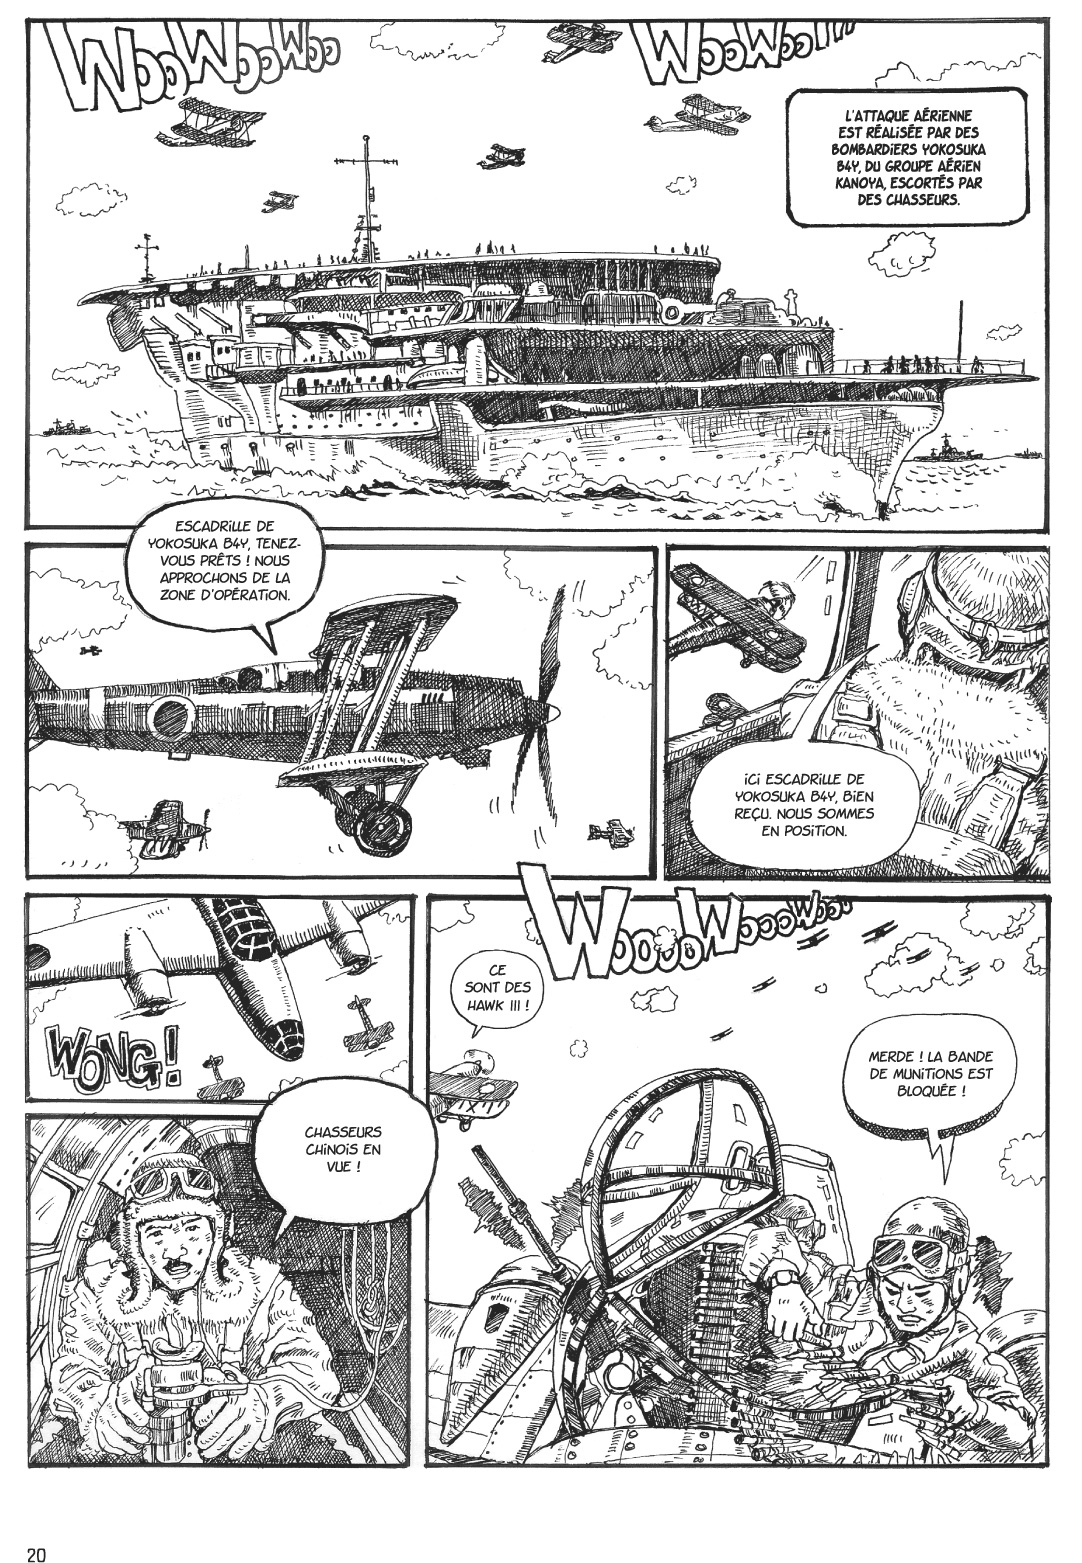 WoooWoooWooo
WoooWooo!!!
L'ATTAQUE AÉRIENNE
EST RÉALISÉE PAR DES
BOMBARDIERS YOKOSUKA
B4Y, DU GROUPE AÉRIEN
KANOYA, ESCORTÉS PAR
DES CHASSEURS.
ESCADRILLE DE
YOKOSUKA B4Y, TENEZ-
VOUS PRÊTS ! NOUS
APPROCHONS DE LA
ZONE D'OPÉRATION.
ICI ESCADRILLE DE
YOKOSUKA B4Y, BIEN
REÇU. NOUS SOMMES
EN POSITION.
WONG!
CHASSEURS
CHINOIS EN
VUE !
WooooWoooWooo
CE
SONT DES
HAWK III !
MERDE ! LA BANDE
DE MUNITIONS EST
BLOQUÉE !
20